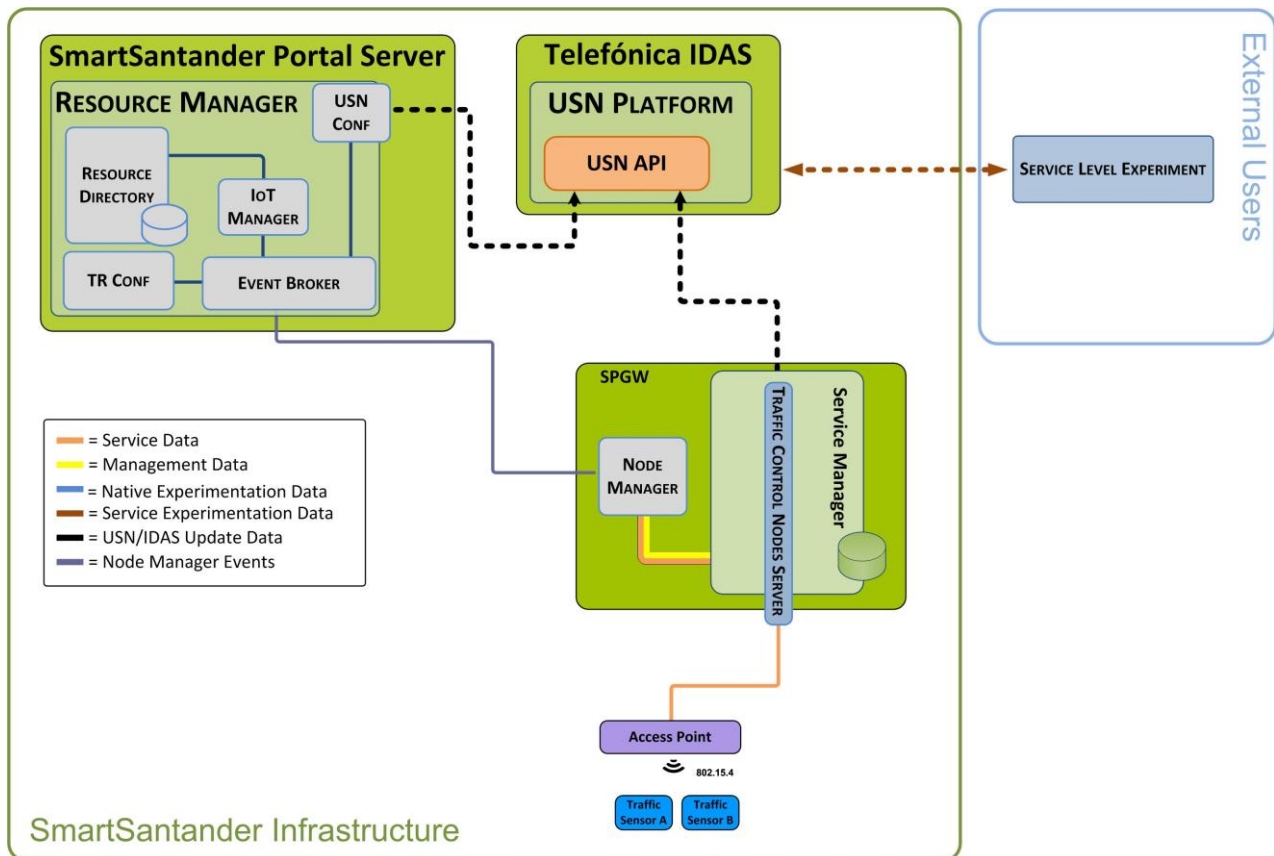 SmartSantander Portal Server
RESOURCE MANAGER
USN
CONF
RESOURCE
DIRECTORY
IOT
MANAGER
TR CONF
EVENT BROKER
Telefónica IDAS
USN PLATFORM
USN API
External Users
SERVICE LEVEL EXPERIMENT
SPGW
NODE
MANAGER
TRAFFIC CONTROL NODES SERVER
Service Manager
= Service Data
= Management Data
= Native Experimentation Data
= Service Experimentation Data
= USN/IDAS Update Data
= Node Manager Events
Access Point
802.15.4
Traffic
Sensor A
Traffic
Sensor B
SmartSantander Infrastructure